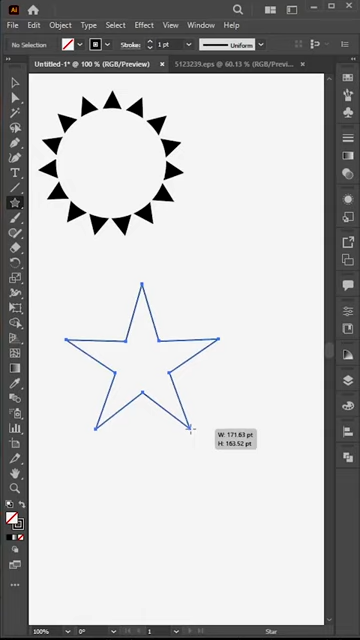 Ai
File Edit Object Type Select Effect View Window
No Selection Stroke: 1 pt Uniform
Untitled-1* @ 100 % (RGB/Preview) × 5123239.eps @ 60.13 % (RGB/Previ... ×
T
W: 171.63 pt
H: 163.52 pt
100% 0° 1 Star